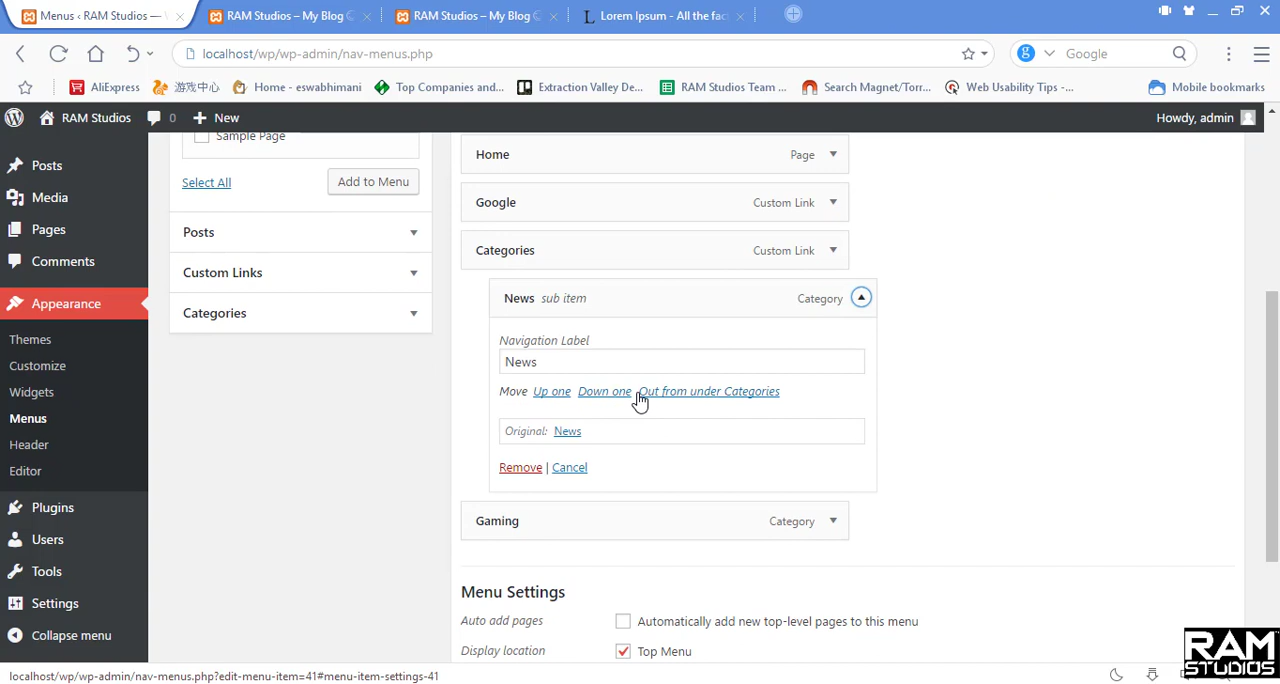 Menus ‹ RAM Studios —
RAM Studios – My Blog
RAM Studios – My Blog
Lorem Ipsum - All the fac
localhost/wp/wp-admin/nav-menus.php
Google
AliExpress
游戏中心
Home - eswabhimani
Top Companies and...
Extraction Valley De...
RAM Studios Team ...
Search Magnet/Torr...
Web Usability Tips -...
Mobile bookmarks
RAM Studios
0
New
Howdy, admin
Posts
Media
Pages
Comments
Appearance
Themes
Customize
Widgets
Menus
Header
Editor
Plugins
Users
Tools
Settings
Collapse menu
Sample Page
Select All
Add to Menu
Posts
Custom Links
Categories
Home Page
Google Custom Link
Categories Custom Link
News sub item Category
Navigation Label
News
Move Up one Down one Out from under Categories
Original: News
Remove | Cancel
Gaming Category
Menu Settings
Auto add pages Automatically add new top-level pages to this menu
Display location Top Menu
localhost/wp/wp-admin/nav-menus.php?edit-menu-item=41#menu-item-settings-41
RAM
STUDIOS